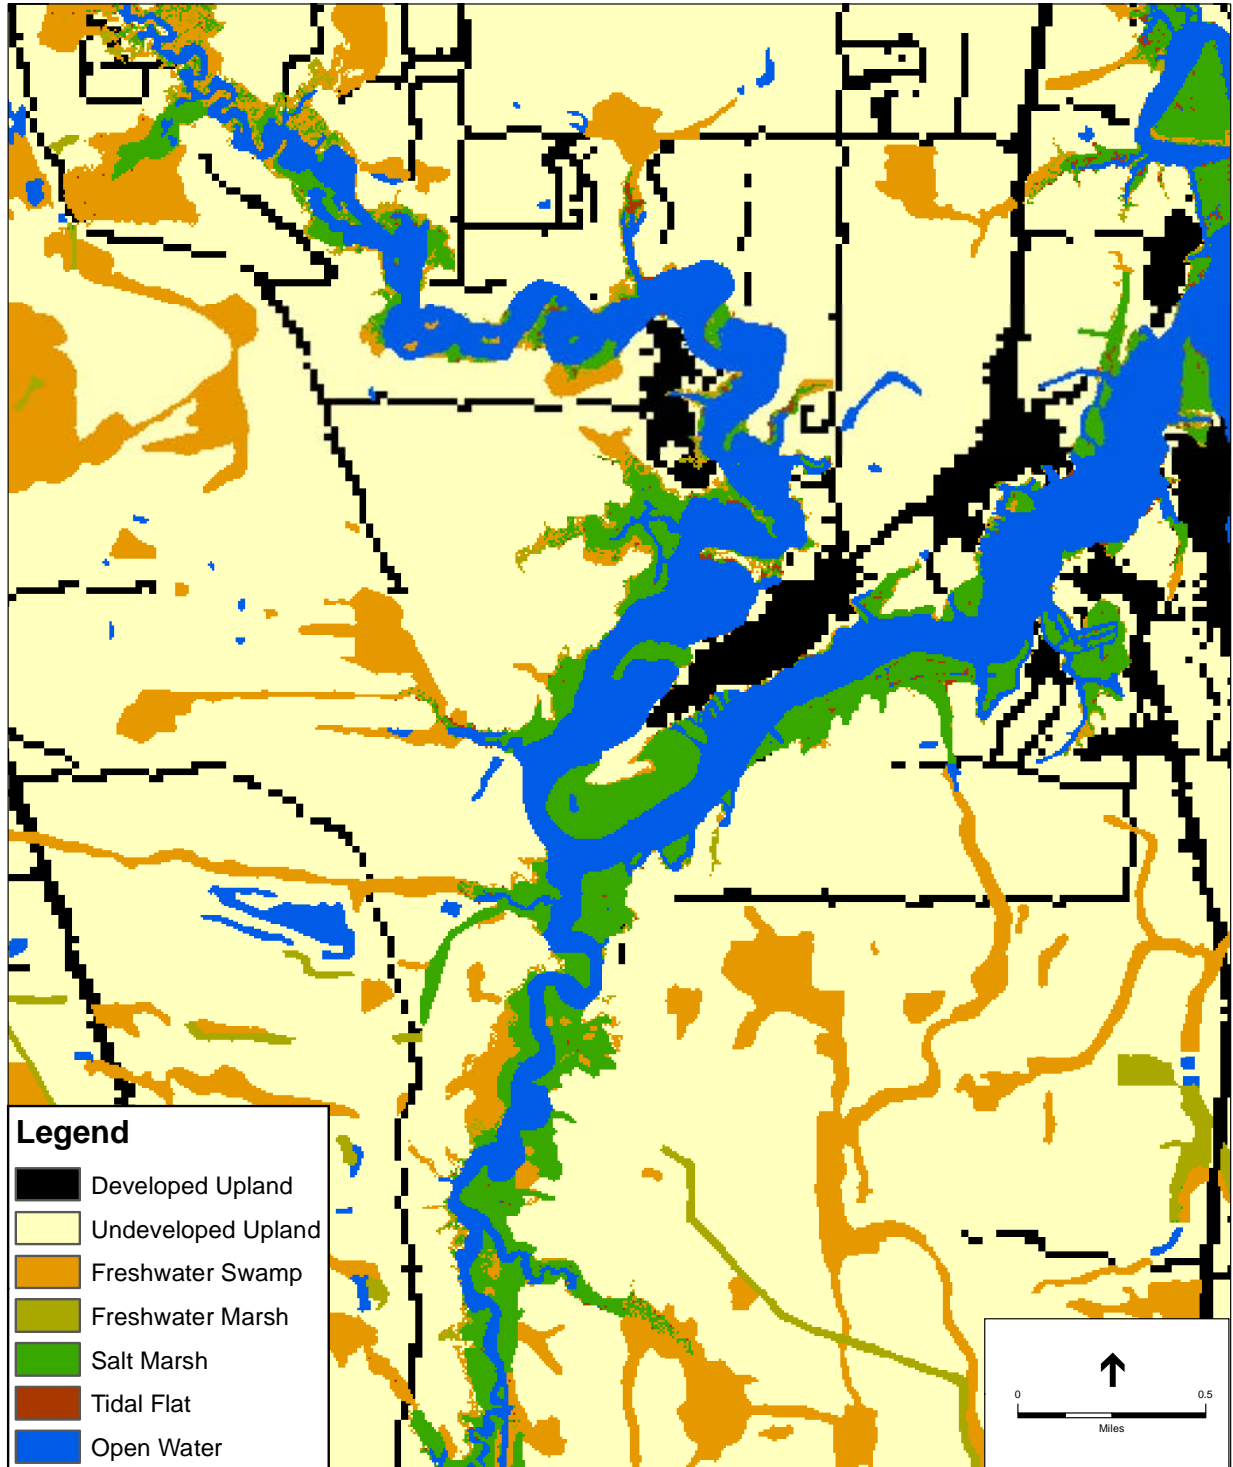 Legend
Developed Upland
Undeveloped Upland
Freshwater Swamp
Freshwater Marsh
Salt Marsh
Tidal Flat
Open Water
0 0.5
Miles